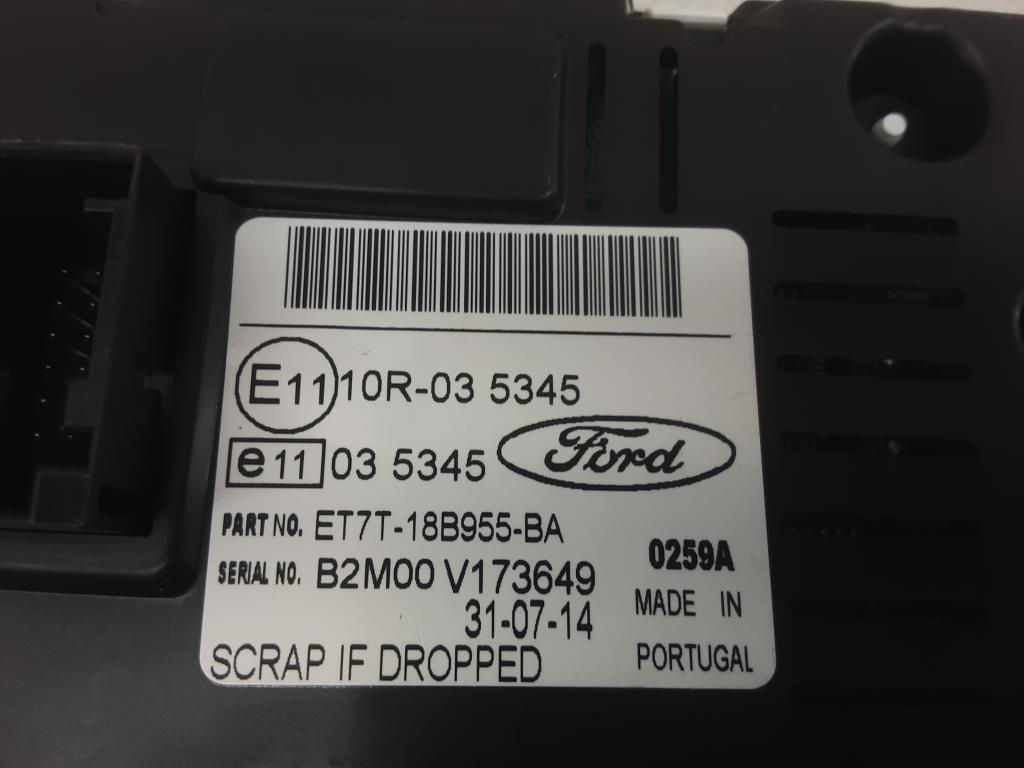 E11 10R-03 5345
e11 03 5345 Ford
PART NO. ET7T-18B955-BA
SERIAL NO. B2M00 V173649 0259A
31-07-14 MADE IN
SCRAP IF DROPPED PORTUGAL